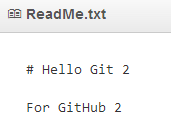 ReadMe.txt
# Hello Git 2
For GitHub 2